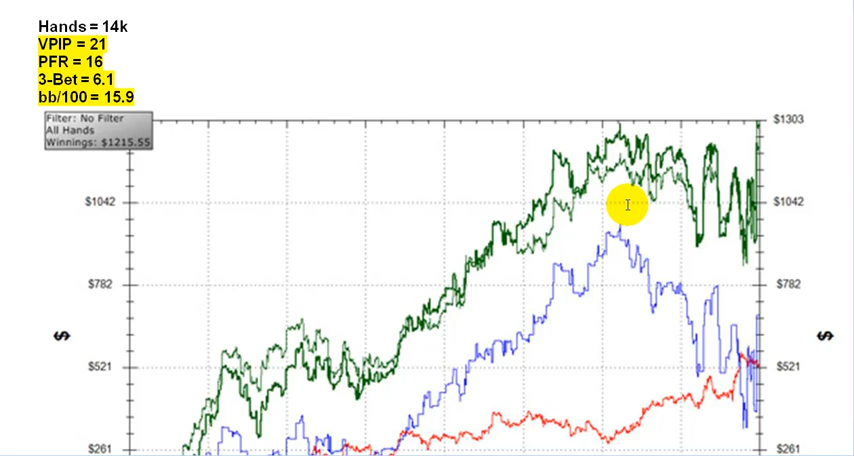 Hands = 14k
VPIP = 21
PFR = 16
3-Bet = 6.1
bb/100 = 15.9
Filter: No Filter
All Hands
Winnings: $1215.55
$1303
$1042
$1042
$782
$782
$
$
$521
$521
$261
$261